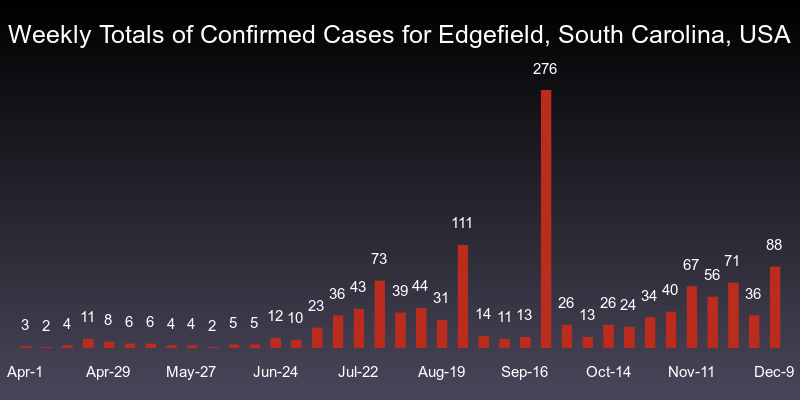 Weekly Totals of Confirmed Cases for Edgefield, South Carolina, USA
3 2 4 11 8 6 6 4 4 2 5 5 12 10 23 36 43 73 39 44 31 111 14 11 13 276 26 13 26 24 34 40 67 56 71 36 88
Apr-1 Apr-29 May-27 Jun-24 Jul-22 Aug-19 Sep-16 Oct-14 Nov-11 Dec-9